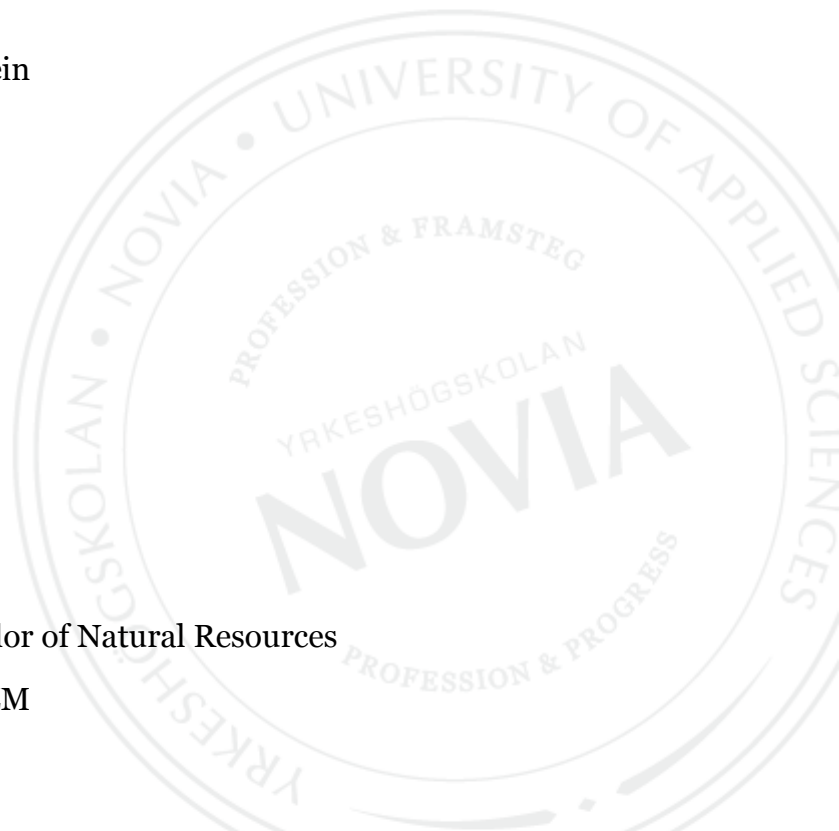 ein
YRKESHÖGSKOLAN • NOVIA • UNIVERSITY OF APPLIED SCIENCES
PROFESSION & FRAMSTEG
YRKESHÖGSKOLAN
NOVIA
PROFESSION & PROGRESS
lor of Natural Resources
M